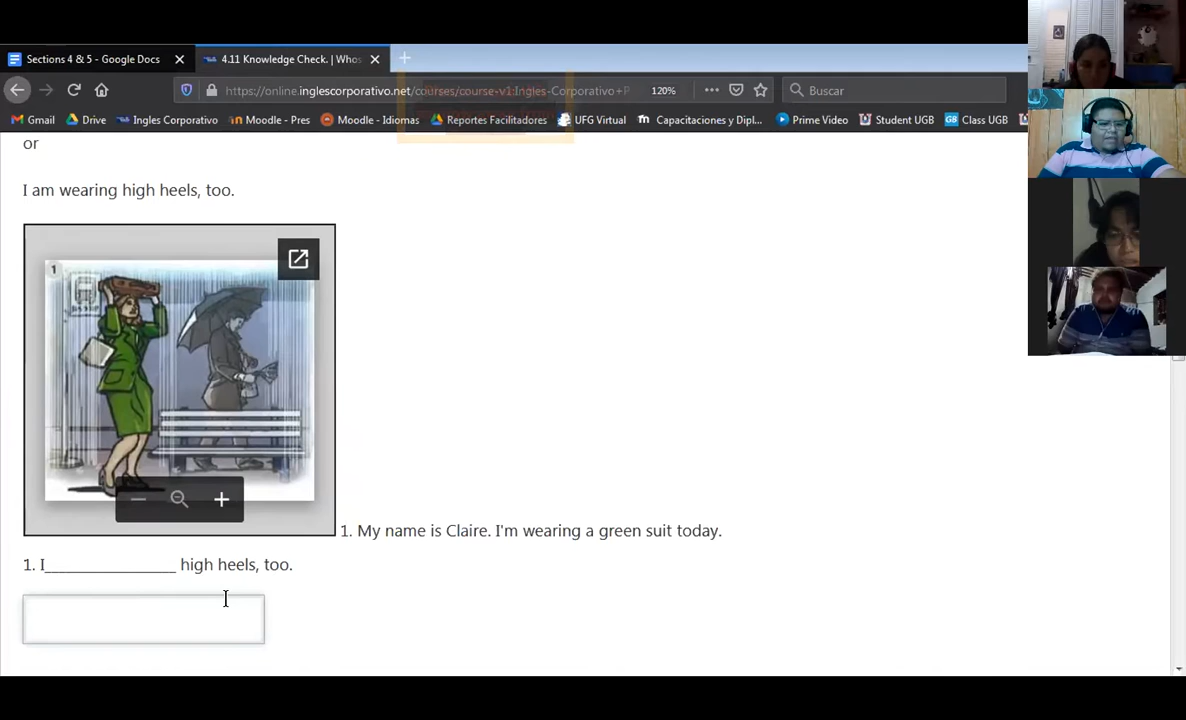 Sections 4 & 5 - Google Docs
4.11 Knowledge Check. | Whos
https://online.inglescorporativo.net/courses/course-v1:Ingles-Corporativo+P
120%
Buscar
Gmail
Drive
Ingles Corporativo
Moodle - Pres
Moodle - Idiomas
Reportes Facilitadores
UFG Virtual
Capacitaciones y Dipl...
Prime Video
Student UGB
Class UGB
or
I am wearing high heels, too.
1
1. My name is Claire. I'm wearing a green suit today.
1. I________________ high heels, too.